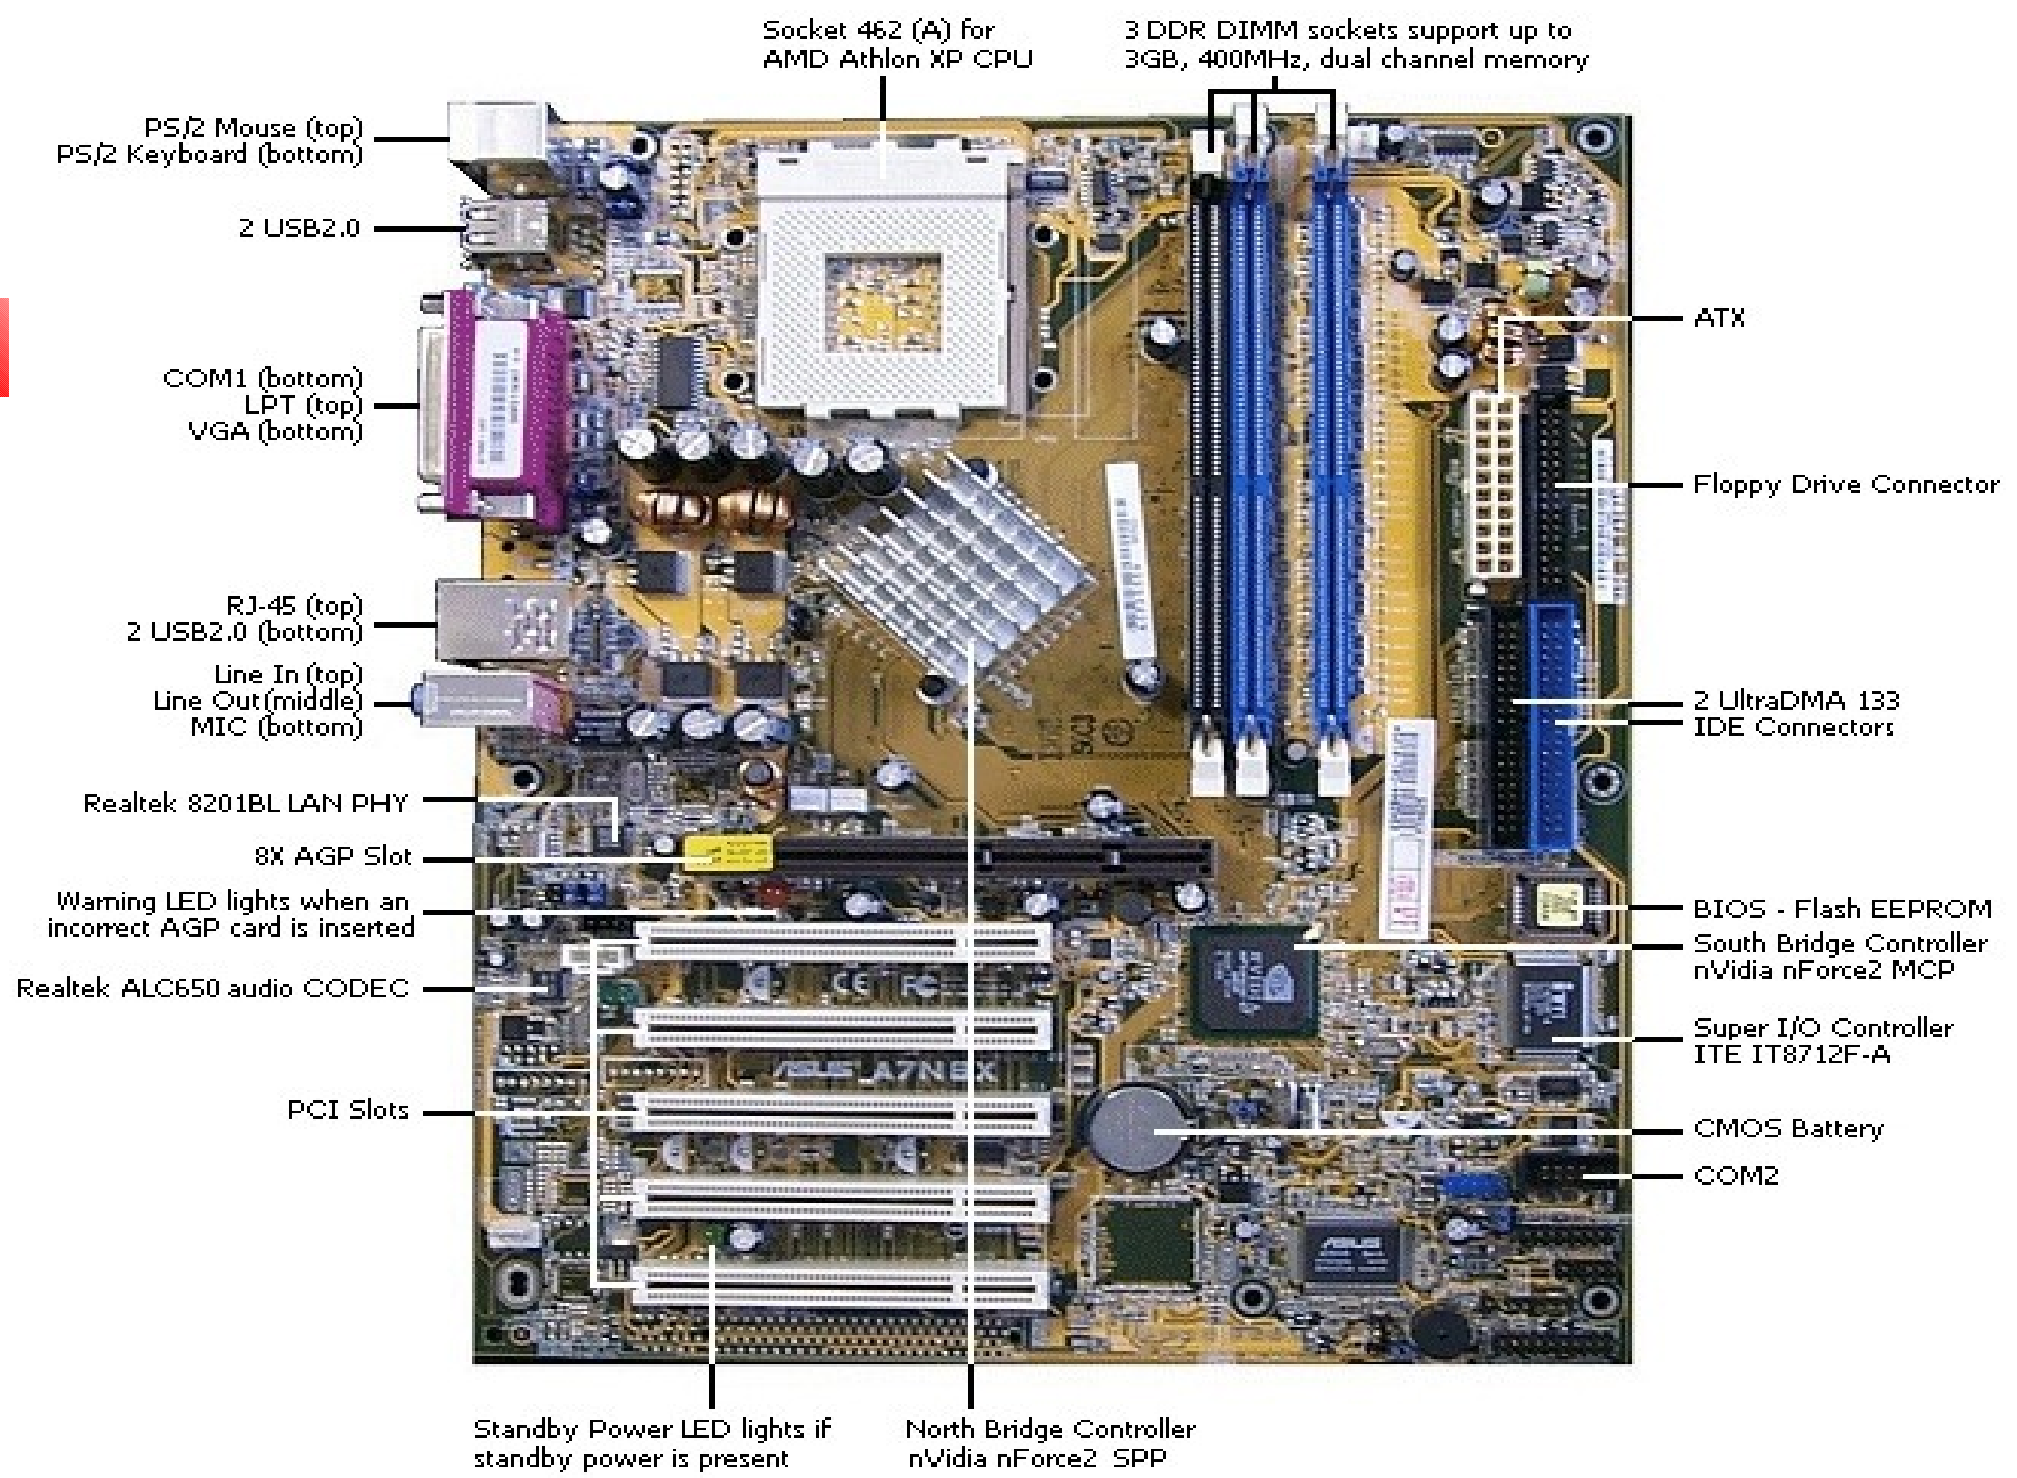 Socket 462 (A) for
AMD Athlon XP CPU
3 DDR DIMM sockets support up to
3GB, 400MHz, dual channel memory
PS/2 Mouse (top)
PS/2 Keyboard (bottom)
2 USB2.0
COM1 (bottom)
LPT (top)
VGA (bottom)
RJ-45 (top)
2 USB2.0 (bottom)
Line In (top)
Line Out(middle)
MIC (bottom)
Realtek 8201BL LAN PHY
8X AGP Slot
Warning LED lights when an
incorrect AGP card is inserted
Realtek ALC650 audio CODEC
PCI Slots
ATX
Floppy Drive Connector
2 UltraDMA 133
IDE Connectors
BIOS - Flash EEPROM
South Bridge Controller
nVidia nForce2 MCP
Super I/O Controller
ITE IT8712F-A
CMOS Battery
COM2
CE FC
ASUS A7N8X
ASUS
Standby Power LED lights if
standby power is present
North Bridge Controller
nVidia nForce2 SPP